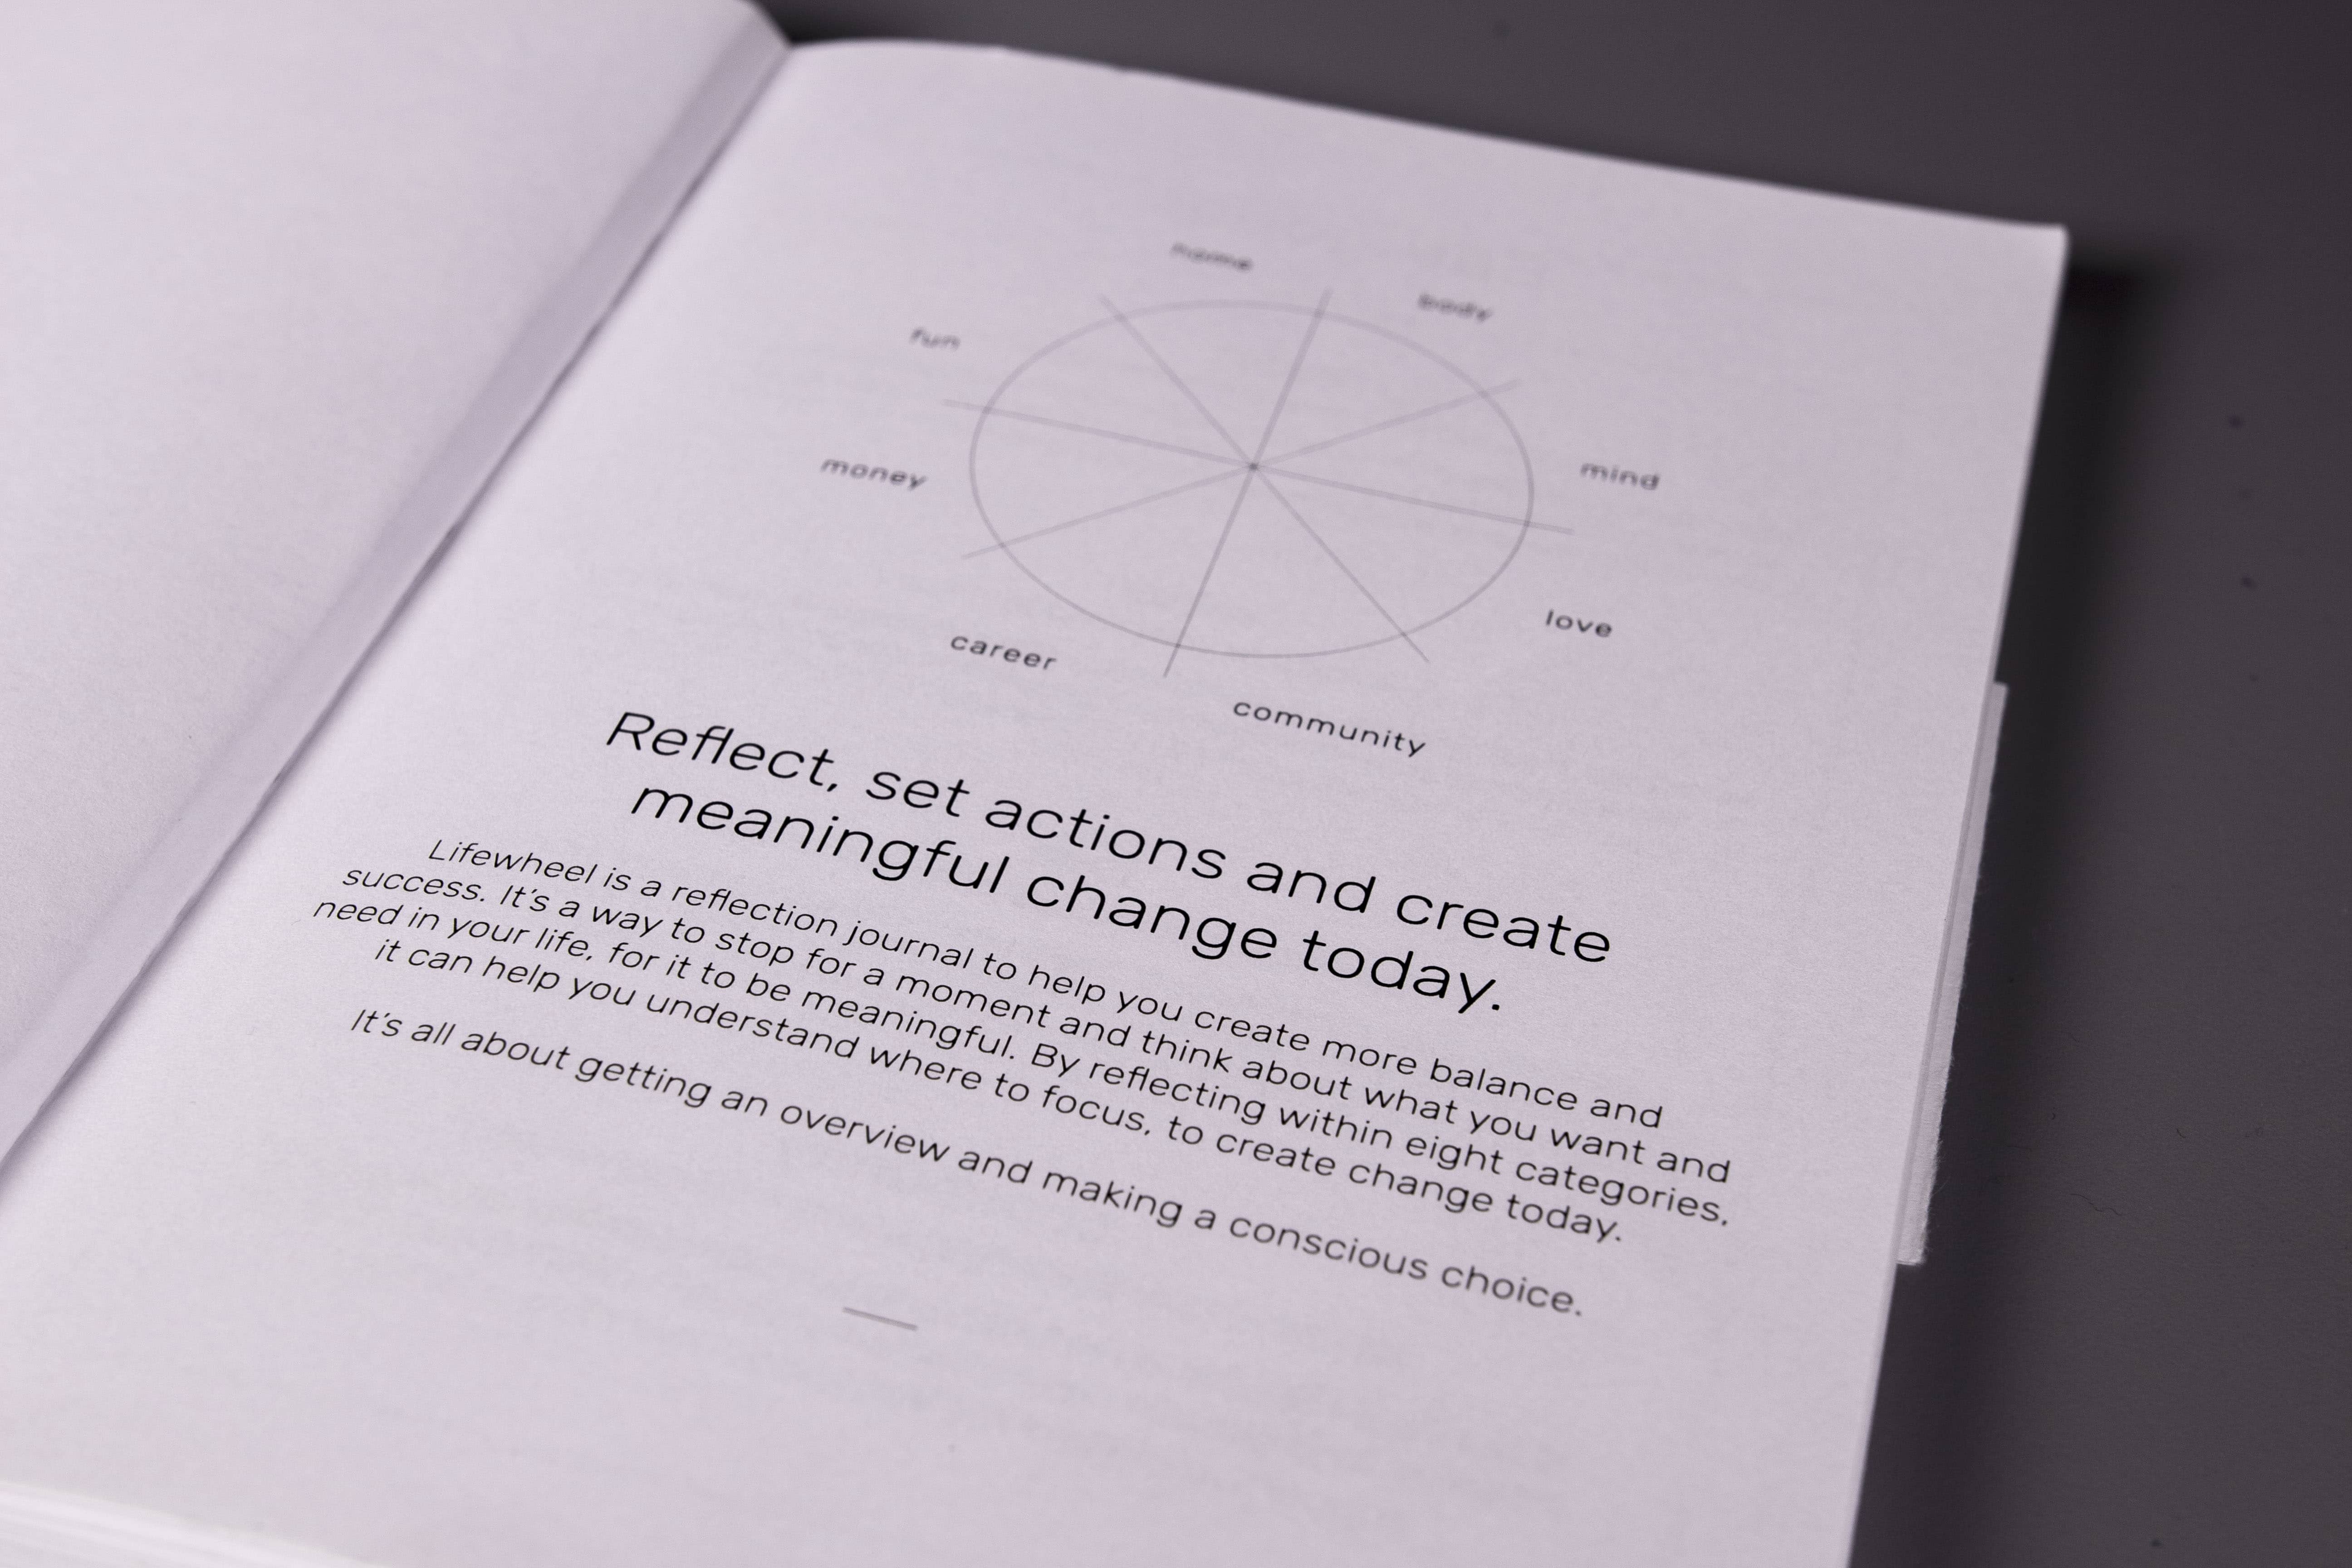 home
body
fun
mind
money
love
career
community
Reflect, set actions and create
meaningful change today.
Lifewheel is a reflection journal to help you create more balance and
success. It's a way to stop for a moment and think about what you want and
need in your life, for it to be meaningful. By reflecting within eight categories,
it can help you understand where to focus, to create change today.
It's all about getting an overview and making a conscious choice.